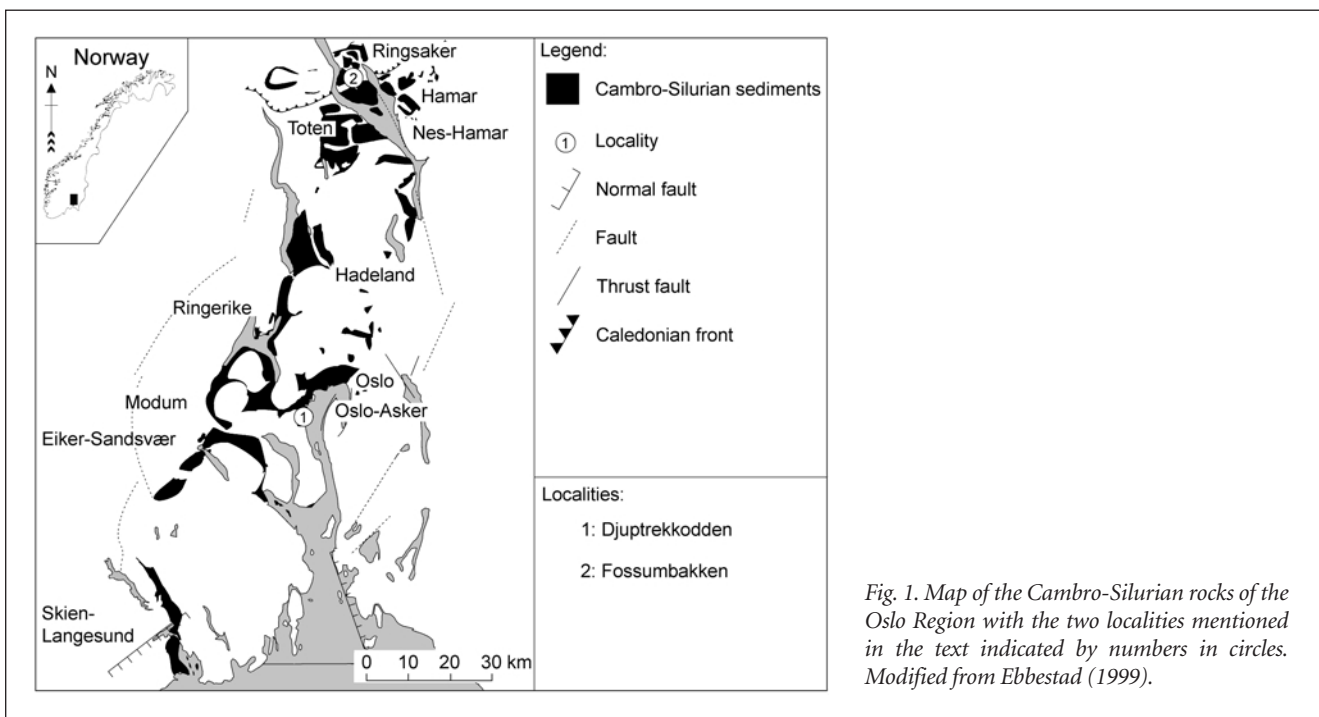 Norway
N
Ringsaker
2
Hamar
Toten
Nes-Hamar
Hadeland
Ringerike
Oslo
Modum
1
Oslo-Asker
Eiker-Sandsvær
Skien-
Langesund
0 10 20 30 km
Legend:
Cambro-Silurian sediments
1 Locality
Normal fault
Fault
Thrust fault
Caledonian front
Localities:
1: Djuptrekkodden
2: Fossumbakken
Fig. 1. Map of the Cambro-Silurian rocks of the
Oslo Region with the two localities mentioned
in the text indicated by numbers in circles.
Modified from Ebbestad (1999).